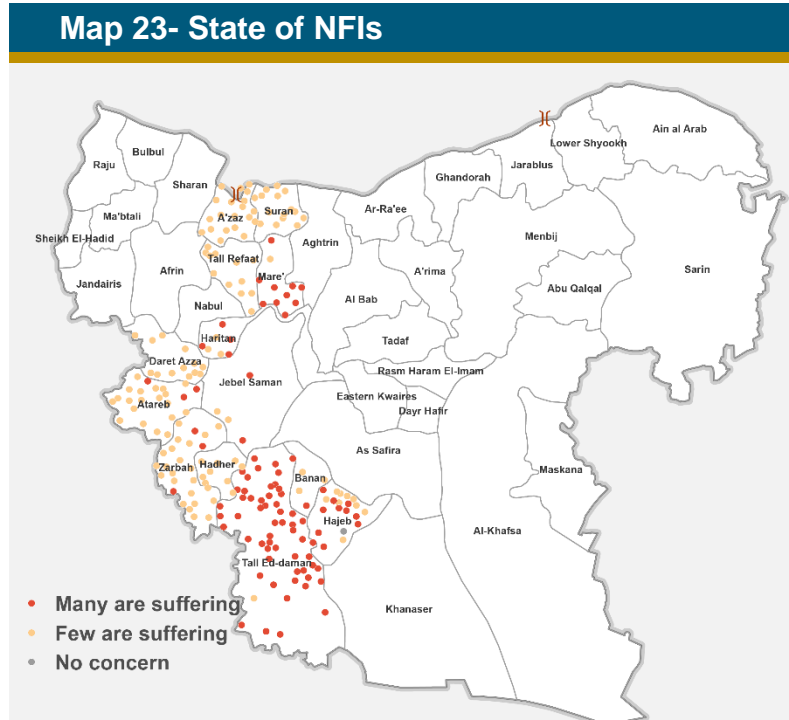 Map 23- State of NFIs
Ain al Arab
Lower Shyookh
Bulbul
Raju
Jarablus
Ghandorah
Sharan
Ar-Ra'ee
Suran
A'zaz
Ma'btali
Menbij
Sheikh El-Hadid
Aghtrin
Tall Refaat
Afrin
Sarin
A'rima
Mare'
Jandairis
Abu Qalqal
Al Bab
Nabul
Haritan
Tadaf
Daret Azza
Rasm Haram El-Imam
Jebel Saman
Eastern Kwaires
Atareb
Dayr Hafir
As Safira
Zarbah
Hadher
Maskana
Banan
Hajeb
Al-Khafsa
Tall Ed-daman
Khanaser
Many are suffering
Few are suffering
No concern